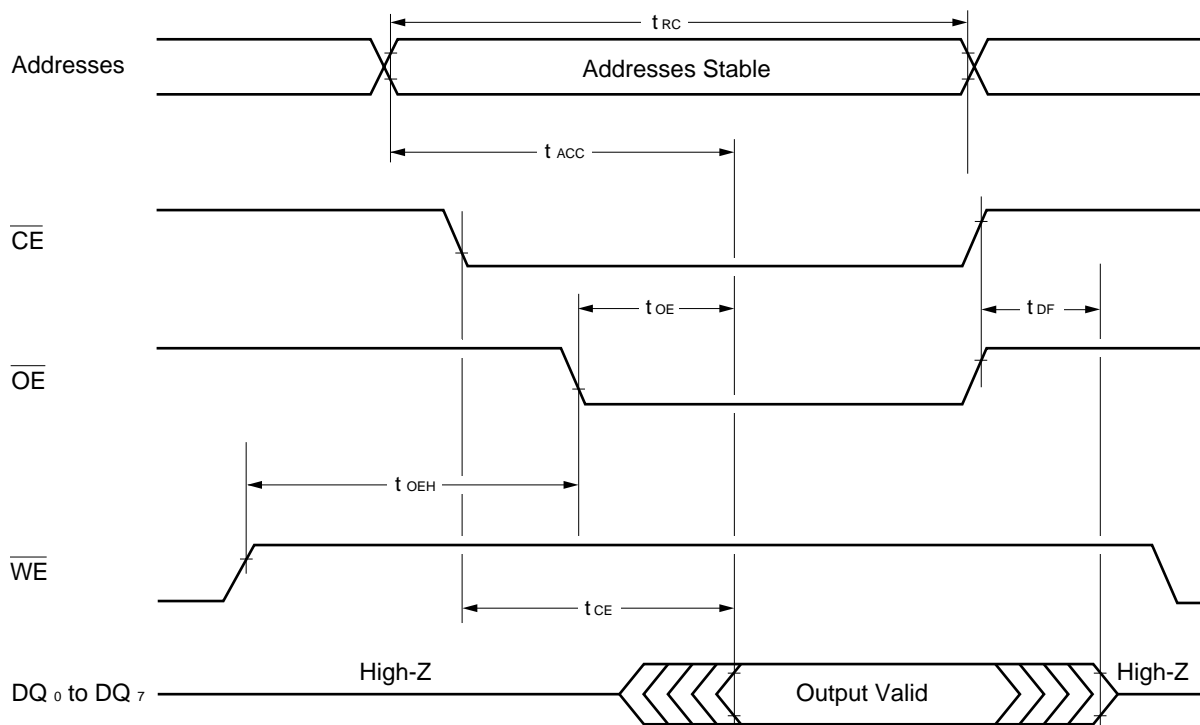 t RC
Addresses
Addresses Stable
t ACC
CE
t OE
t DF
OE
t OEH
WE
t CE
High-Z
High-Z
DQ 0 to DQ 7
Output Valid